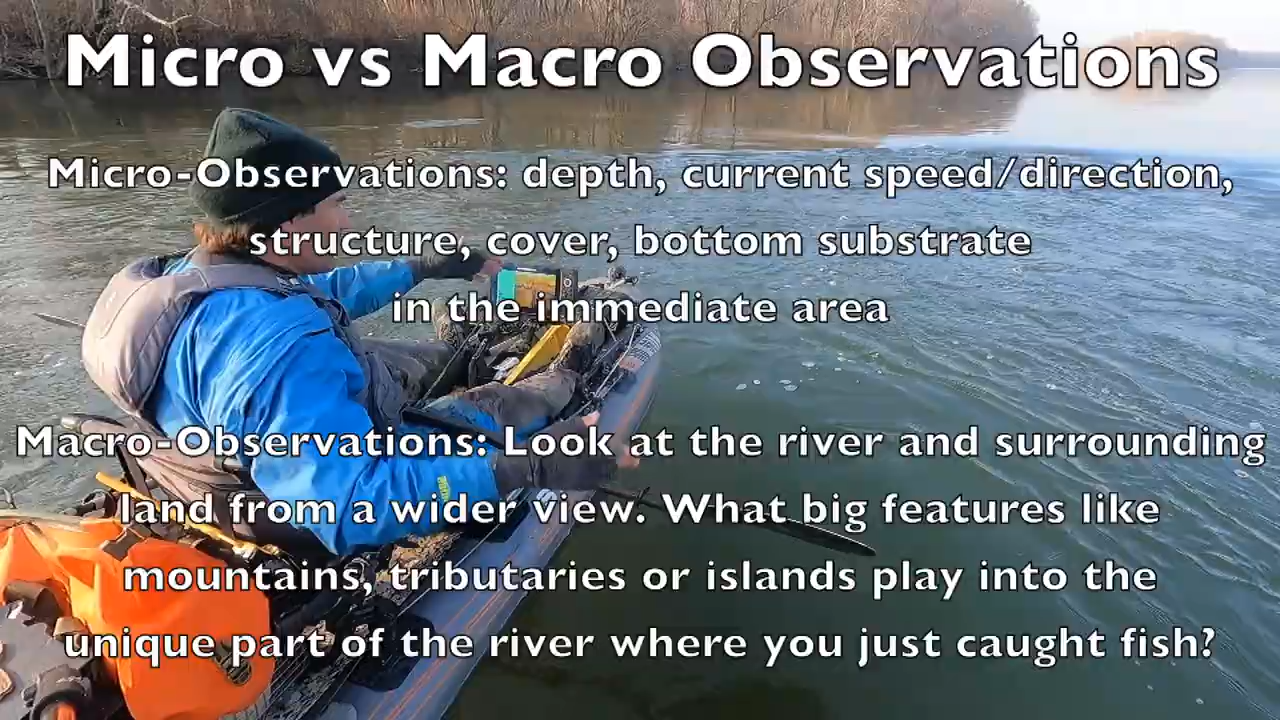 Micro vs Macro Observations
Micro-Observations: depth, current speed/direction,
structure, cover, bottom substrate
in the immediate area
Macro-Observations: Look at the river and surrounding
land from a wider view. What big features like
mountains, tributaries or islands play into the
unique part of the river where you just caught fish?